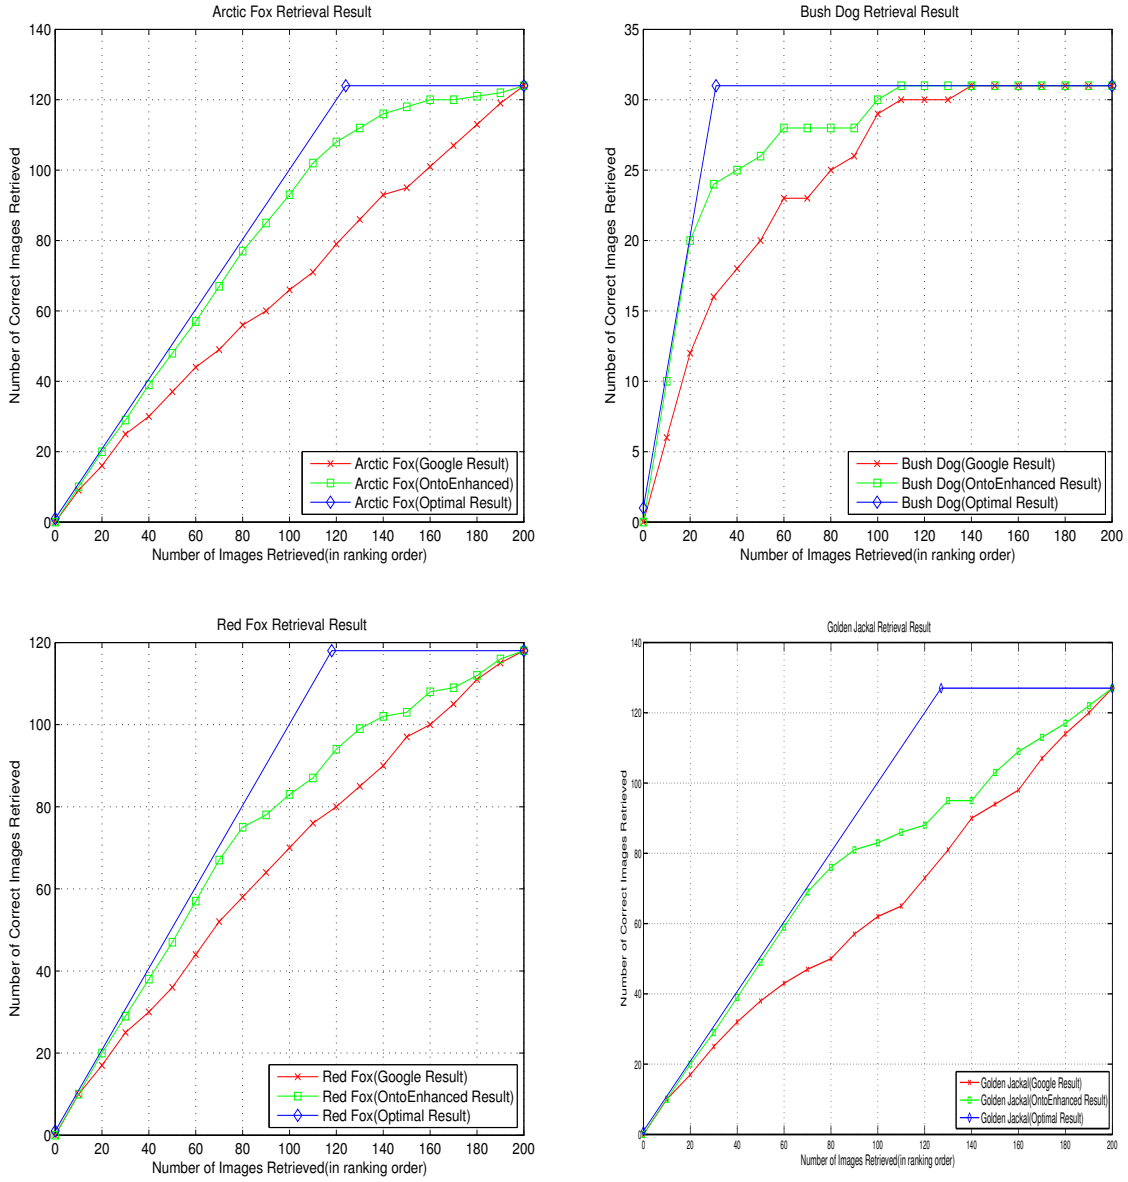 Arctic Fox Retrieval Result
140
120
100
80
60
40
20
0
Number of Correct Images Retrieved
Arctic Fox(Google Result)
Arctic Fox(OntoEnhanced)
Arctic Fox(Optimal Result)
0 20 40 60 80 100 120 140 160 180 200
Number of Images Retrieved(in ranking order)
Bush Dog Retrieval Result
35
30
25
20
15
10
5
0
Number of Correct Images Retrieved
Bush Dog(Google Result)
Bush Dog(OntoEnhanced Result)
Bush Dog(Optimal Result)
0 20 40 60 80 100 120 140 160 180 200
Number of Images Retrieved(in ranking order)
Red Fox Retrieval Result
120
100
80
60
40
20
0
Number of Correct Images Retrieved
Red Fox(Google Result)
Red Fox(OntoEnhanced Result)
Red Fox(Optimal Result)
0 20 40 60 80 100 120 140 160 180 200
Number of Images Retrieved(in ranking order)
Golden Jackal Retrieval Result
140
120
100
80
60
40
20
0
Number of Correct Images Retrieved
Golden Jackal(Google Result)
Golden Jackal(OntoEnhanced Result)
Golden Jackal(Optimal Result)
0 20 40 60 80 100 120 140 160 180 200
Number of Images Retrieved(in ranking order)